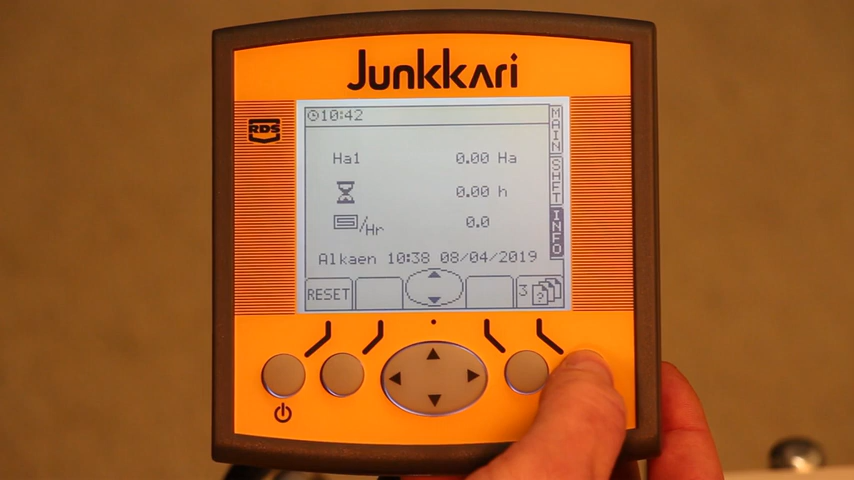 Junkkari
RDS
10:42
MAIN
SHFT
INFO
Ha1 0.00 Ha
0.00 h
/Hr 0.0
Alkaen 10:38 08/04/2019
RESET
3 ?